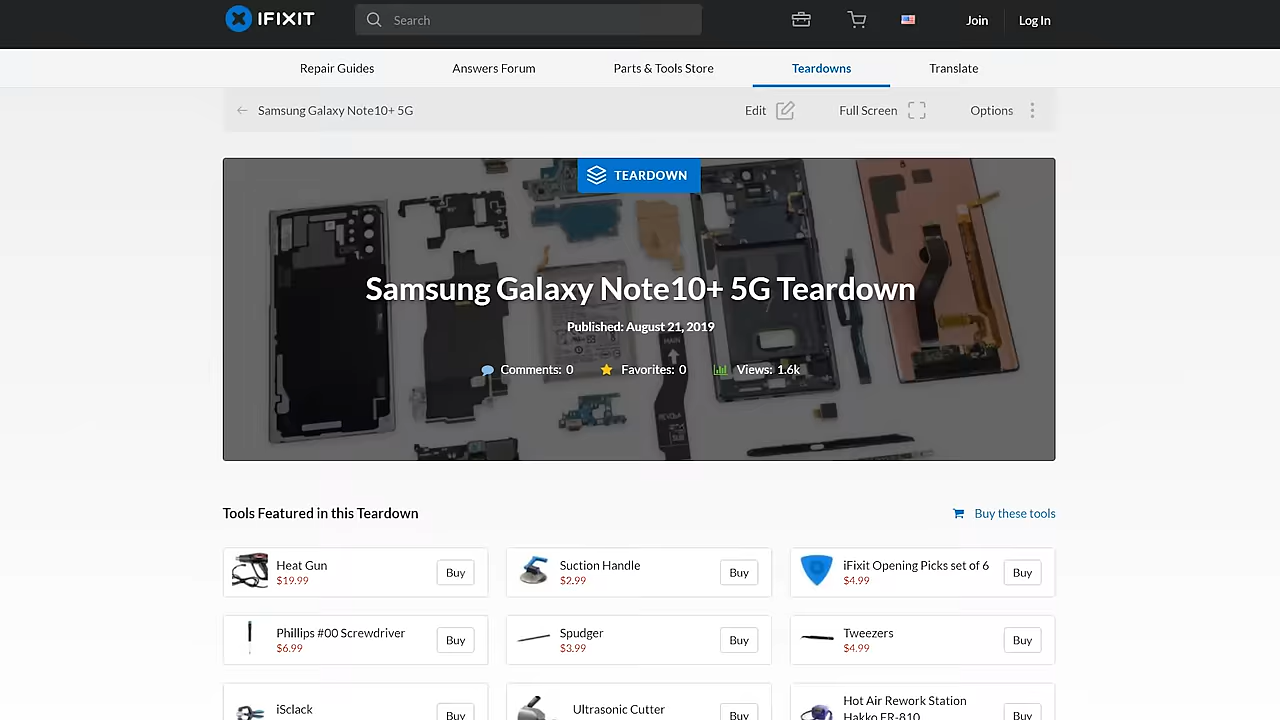 IFIXIT
Search
Join
Log In
Repair Guides
Answers Forum
Parts & Tools Store
Teardowns
Translate
Samsung Galaxy Note10+ 5G
Edit
Full Screen
Options
TEARDOWN
Samsung Galaxy Note10+ 5G Teardown
Published: August 21, 2019
MAIN
Comments: 0
Favorites: 0
Views: 1.6k
SUB
Tools Featured in this Teardown
Buy these tools
Heat Gun
$19.99
Buy
Suction Handle
$2.99
Buy
iFixit Opening Picks set of 6
$4.99
Buy
Phillips #00 Screwdriver
$6.99
Buy
Spudger
$3.99
Buy
Tweezers
$4.99
Buy
iSclack
Buy
Ultrasonic Cutter
Buy
Hot Air Rework Station
Hakko FR-810
Buy